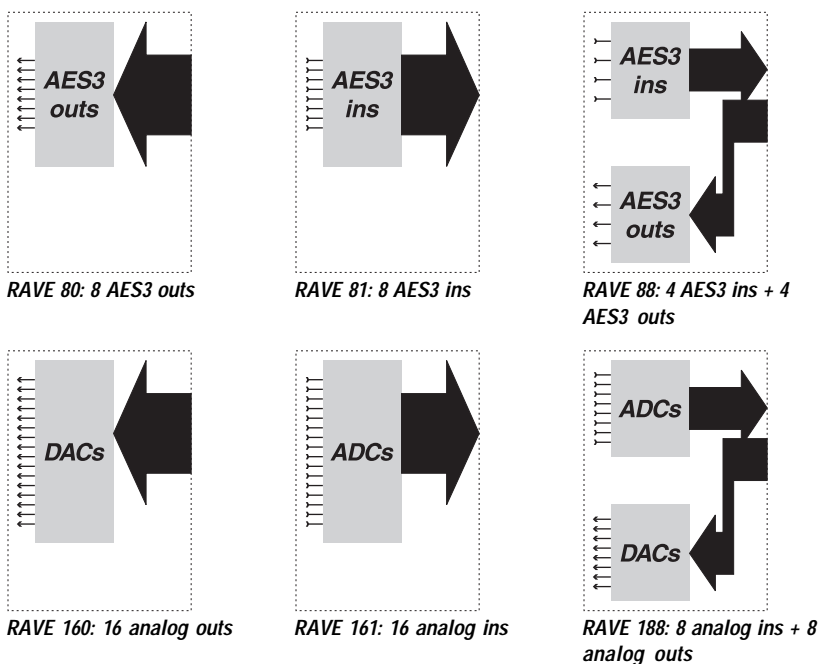 AES3
outs
RAVE 80: 8 AES3 outs
AES3
ins
RAVE 81: 8 AES3 ins
AES3
ins
AES3
outs
RAVE 88: 4 AES3 ins + 4
AES3 outs
DACs
RAVE 160: 16 analog outs
ADCs
RAVE 161: 16 analog ins
ADCs
DACs
RAVE 188: 8 analog ins + 8
analog outs